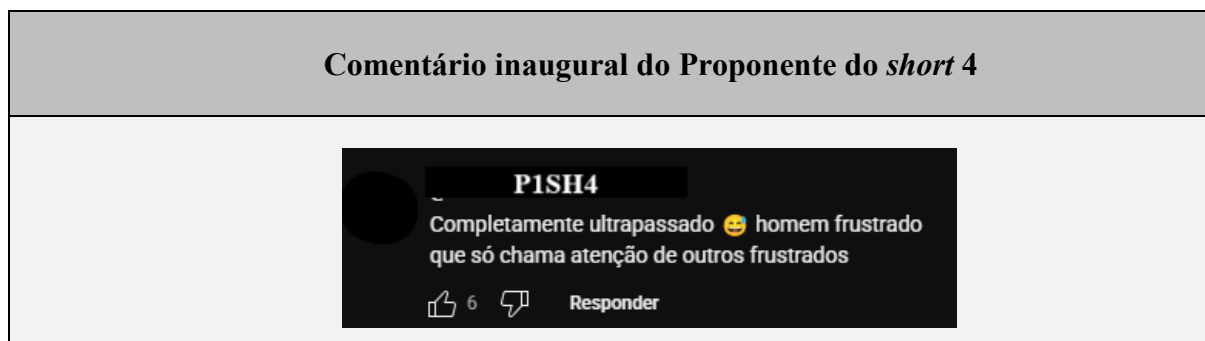 Comentário inaugural do Proponente do short 4
P1SH4
Completamente ultrapassado 😅 homem frustrado
que só chama atenção de outros frustrados
6 Responder